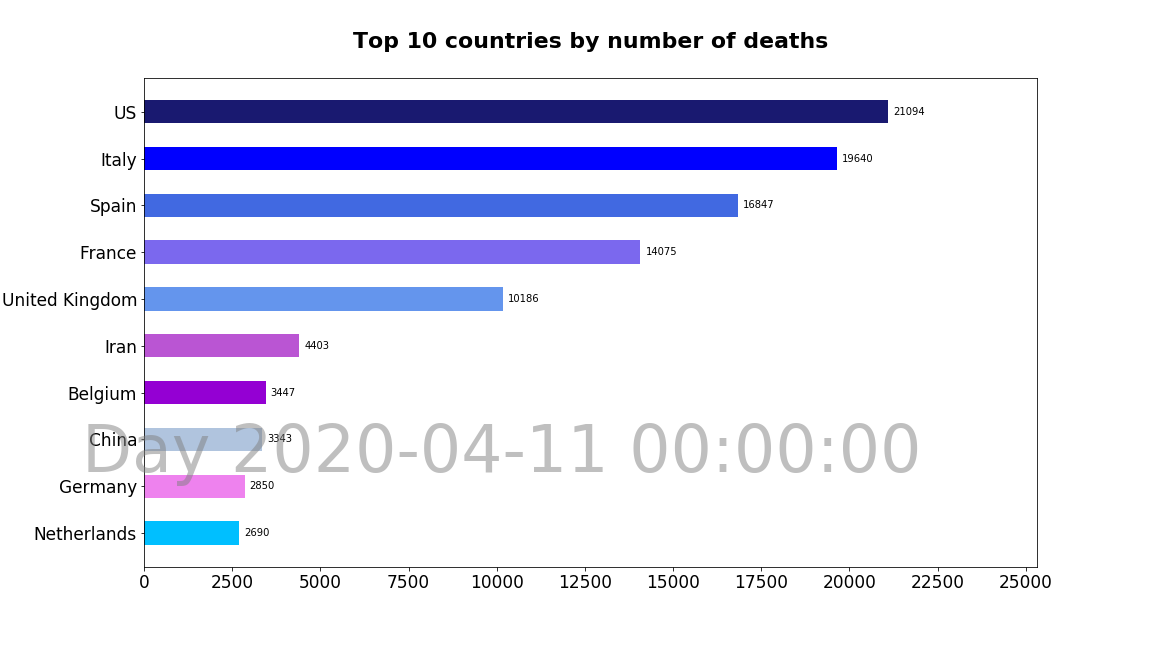 Top 10 countries by number of deaths
US 21094
Italy 19640
Spain 16847
France 14075
United Kingdom 10186
Iran 4403
Belgium 3447
China 3343
Day 2020-04-11 00:00:00
Germany 2850
Netherlands 2690
0 2500 5000 7500 10000 12500 15000 17500 20000 22500 25000